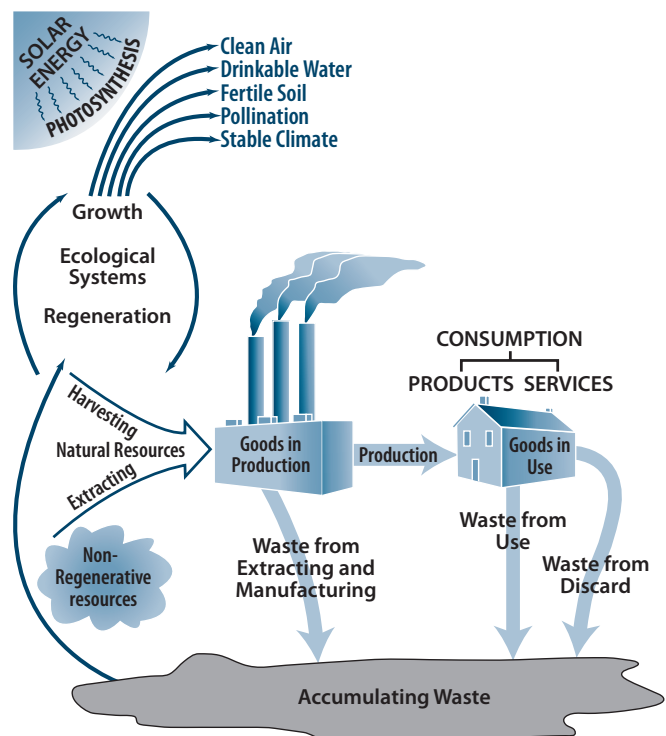 SOLAR
ENERGY
PHOTOSYNTHESIS
Clean Air
Drinkable Water
Fertile Soil
Pollination
Stable Climate
Growth
Ecological
Systems
Regeneration
CONSUMPTION
PRODUCTS SERVICES
Harvesting
Natural Resources
Extracting
Goods in
Production
Production
Goods in
Use
Non-
Regenerative
resources
Waste from
Extracting and
Manufacturing
Waste from
Use
Waste from
Discard
Accumulating Waste